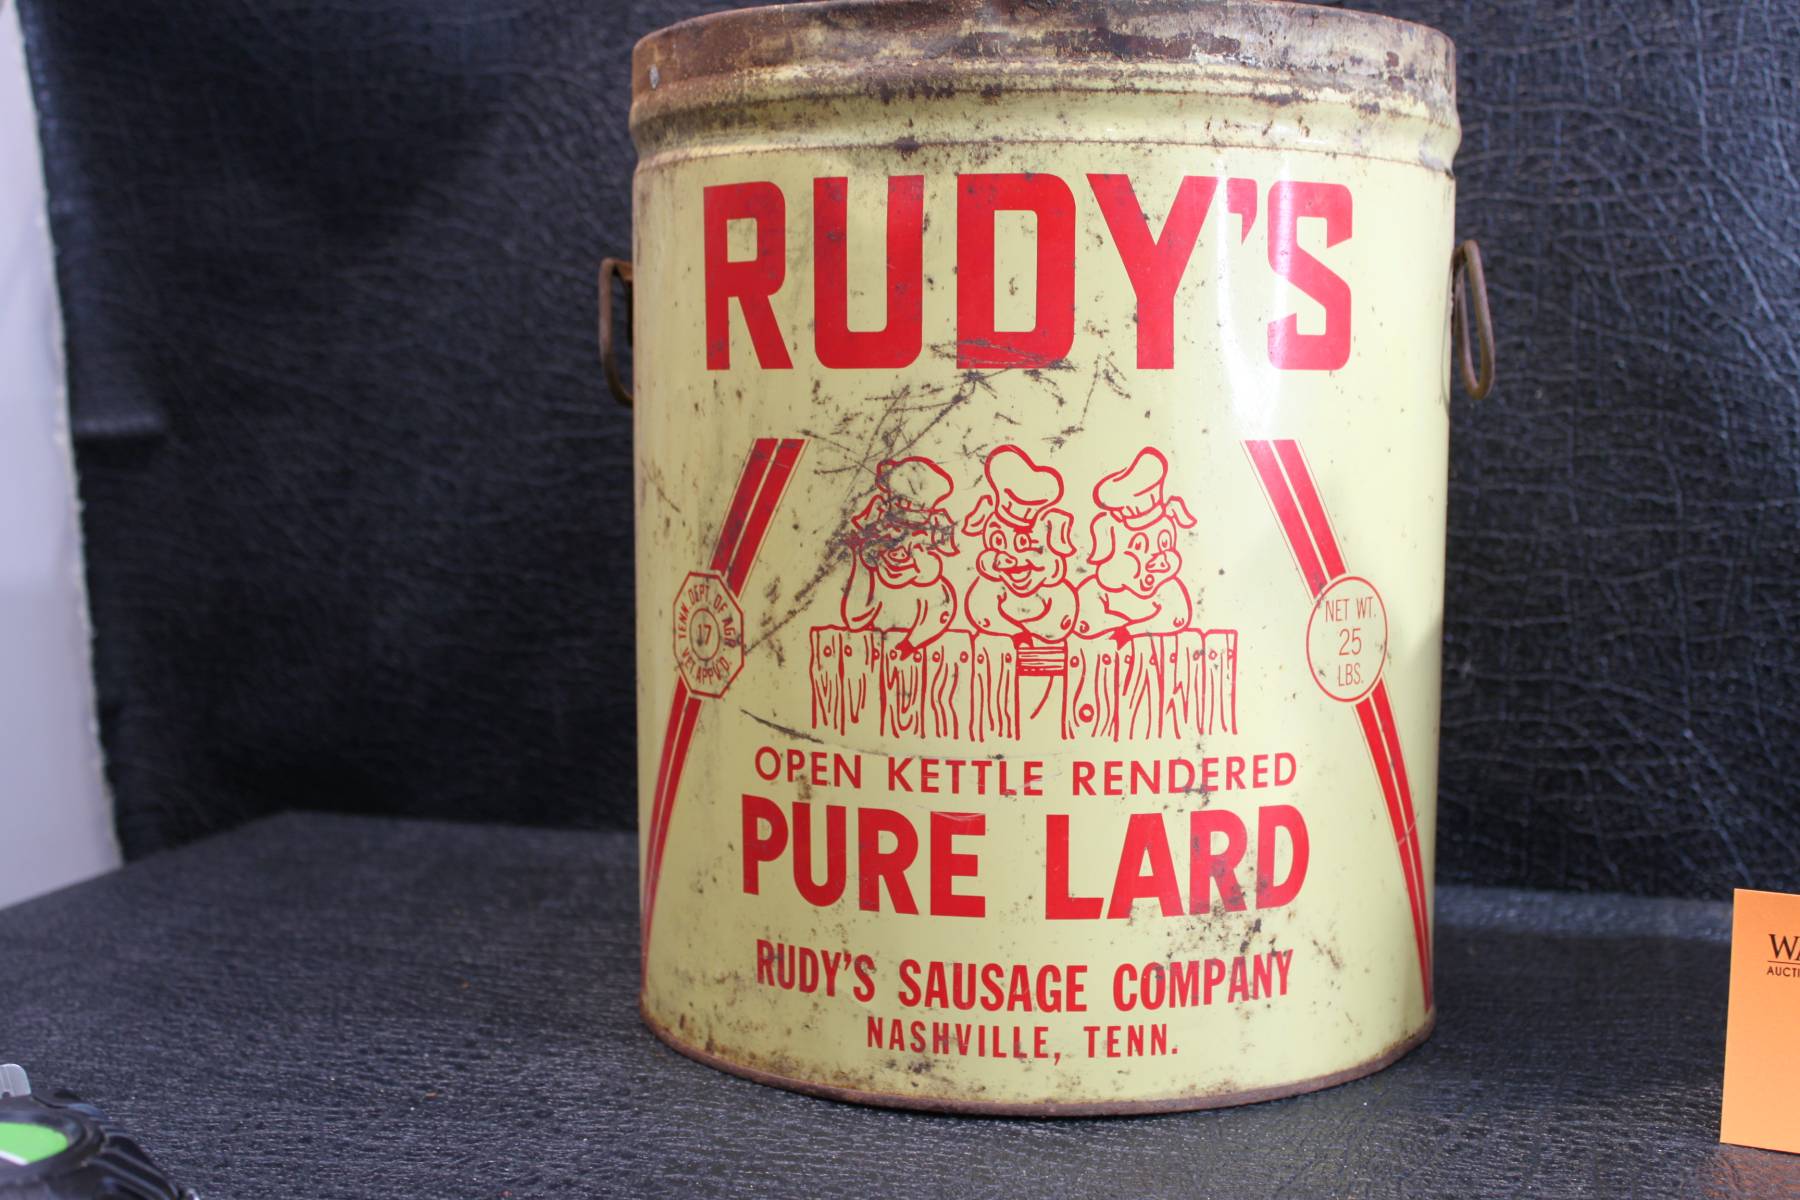 RUDY'S
TENN. DEPT. OF AGR.
17
VET. APPV'D.
NET WT.
25
LBS.
OPEN KETTLE RENDERED
PURE LARD
RUDY'S SAUSAGE COMPANY
NASHVILLE, TENN.